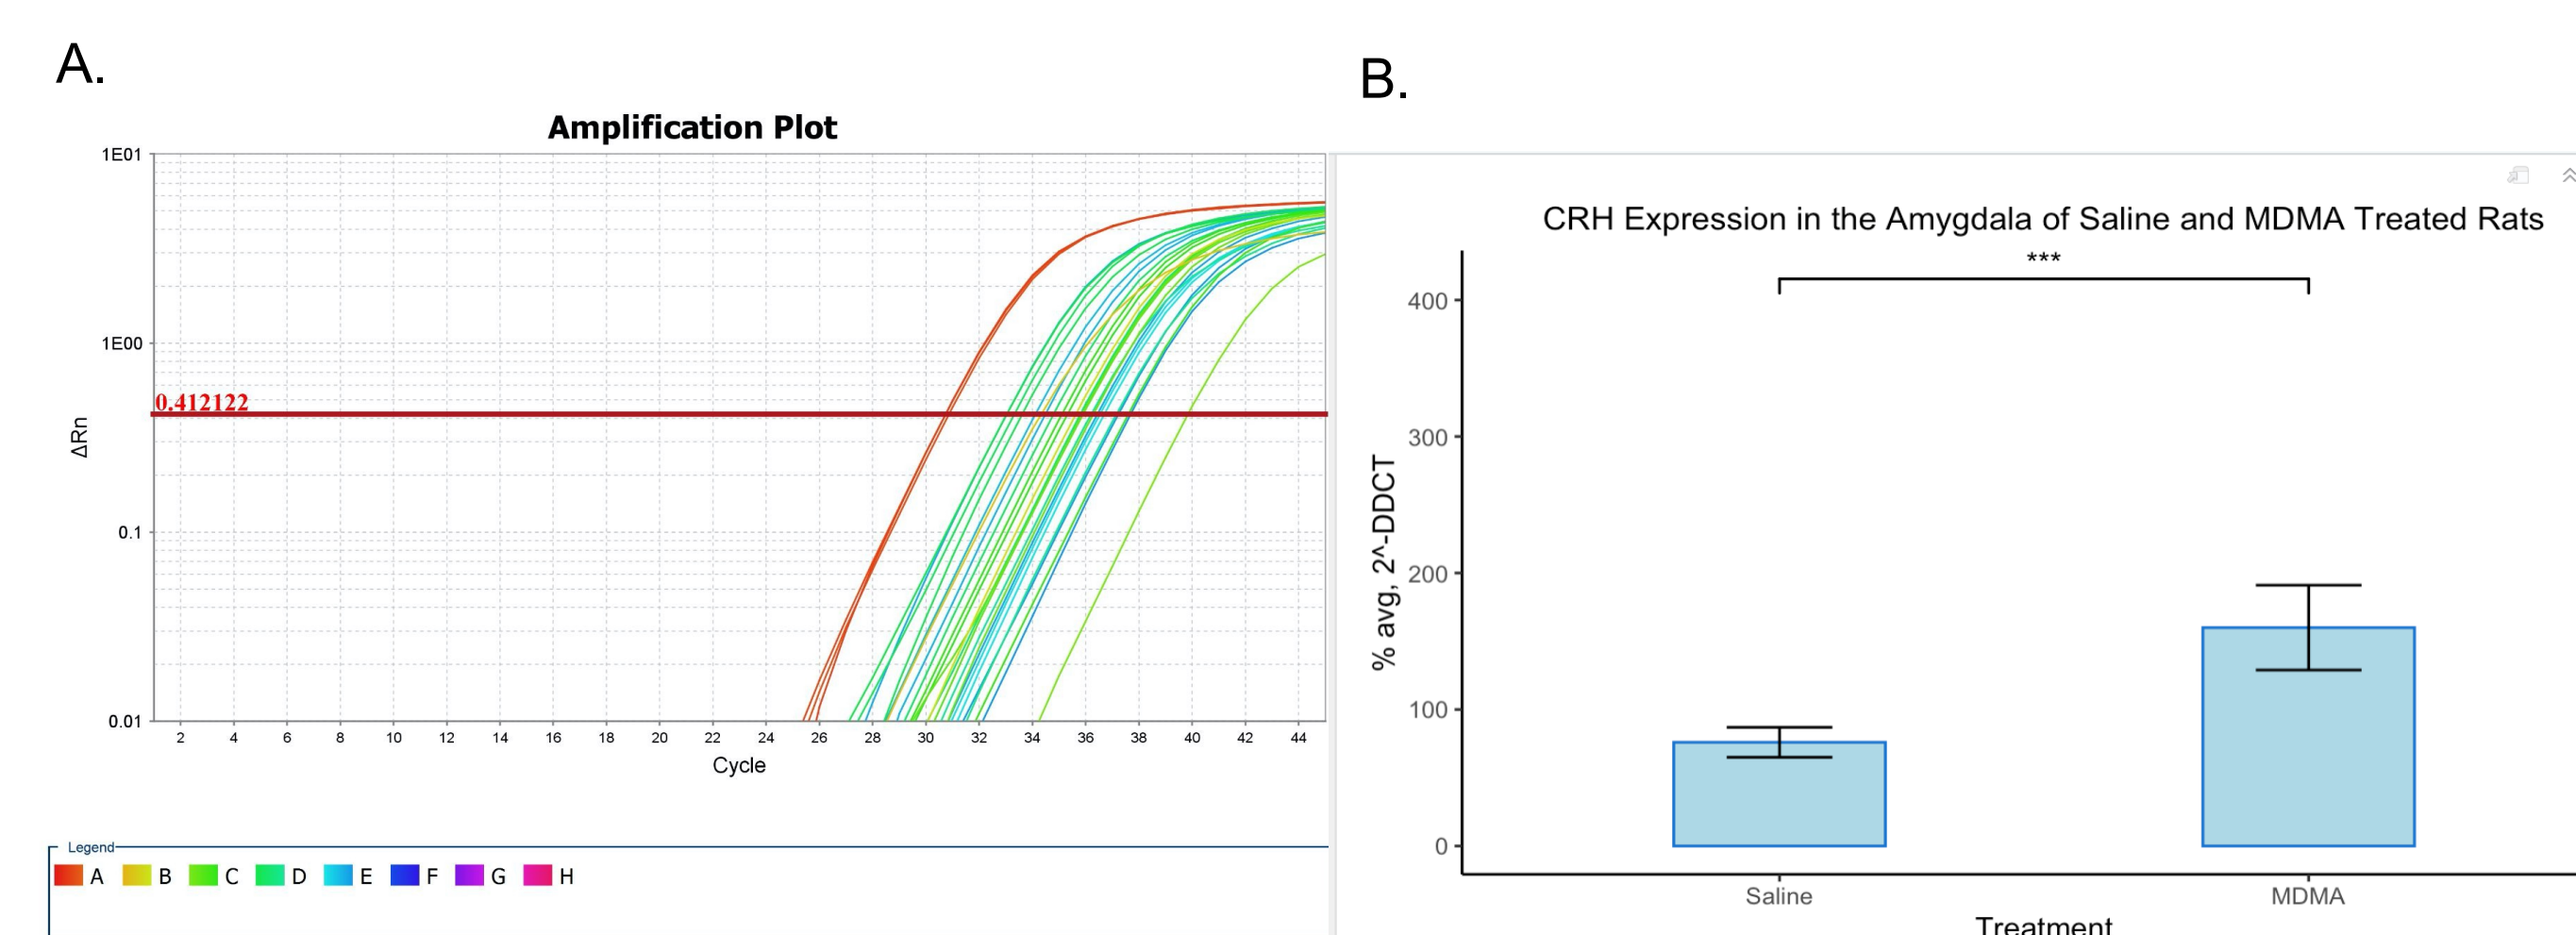 A.
Amplification Plot
1E01
1E00
0.412122
0.1
0.01
ΔRn
2 4 6 8 10 12 14 16 18 20 22 24 26 28 30 32 34 36 38 40 42 44
Cycle
Legend
A B C D E F G H
B.
CRH Expression in the Amygdala of Saline and MDMA Treated Rats
***
400
300
200
100
0
% avg, 2^-DDCT
Saline MDMA
Treatment